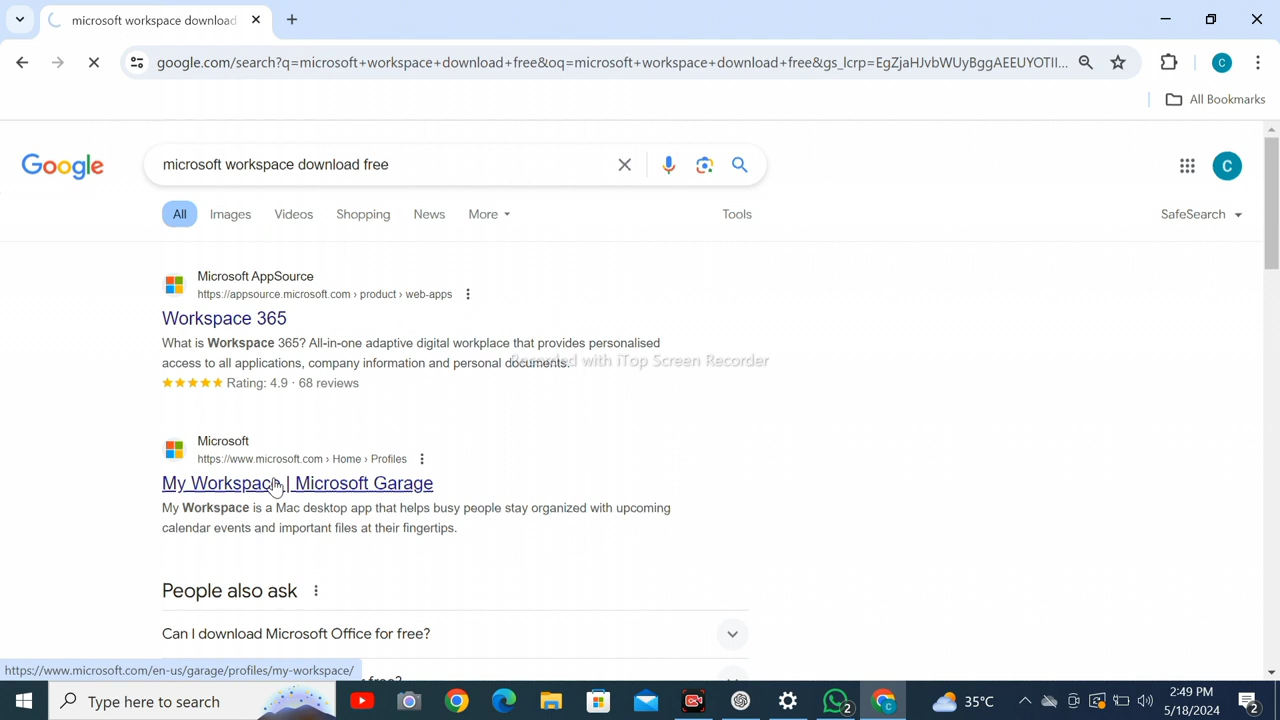 microsoft workspace download
google.com/search?q=microsoft+workspace+download+free&oq=microsoft+workspace+download+free&gs_lcrp=EgZjaHJvbWUyBggAEEUYOTII...
All Bookmarks
Google
microsoft workspace download free
C
All
Images
Videos
Shopping
News
More
Tools
SafeSearch
Microsoft AppSource
https://appsource.microsoft.com › product › web-apps
Workspace 365
What is Workspace 365? All-in-one adaptive digital workplace that provides personalised
access to all applications, company information and personal documents.
Recorded with iTop Screen Recorder
Rating: 4.9 · 68 reviews
Microsoft
https://www.microsoft.com › Home › Profiles
My Workspace | Microsoft Garage
My Workspace is a Mac desktop app that helps busy people stay organized with upcoming
calendar events and important files at their fingertips.
People also ask
Can I download Microsoft Office for free?
https://www.microsoft.com/en-us/garage/profiles/my-workspace/
Type here to search
2
35°C
2:49 PM
5/18/2024
2